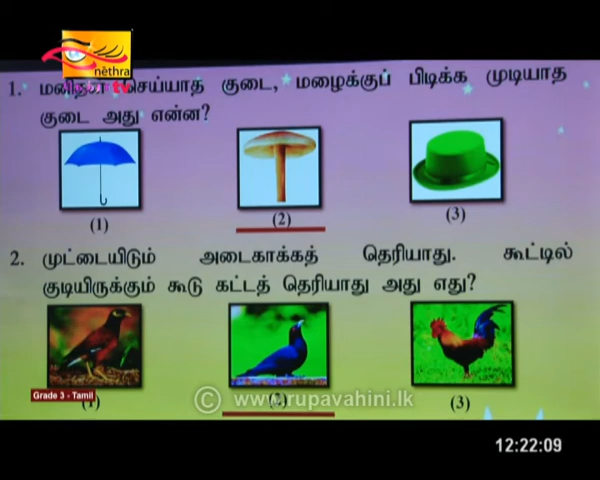 nethra
tv
1. மனிதன் செய்யாத குடை, மழைக்குப் பிடிக்க முடியாத
குடை அது என்ன?
(1) (2) (3)
2. முட்டையிடும் அடைகாக்கத் தெரியாது. கூட்டில்
குடியிருக்கும் கூடு கட்டத் தெரியாது அது எது?
(1) (2) (3)
Grade 3 - Tamil
© www.rupavahini.lk
12:22:09